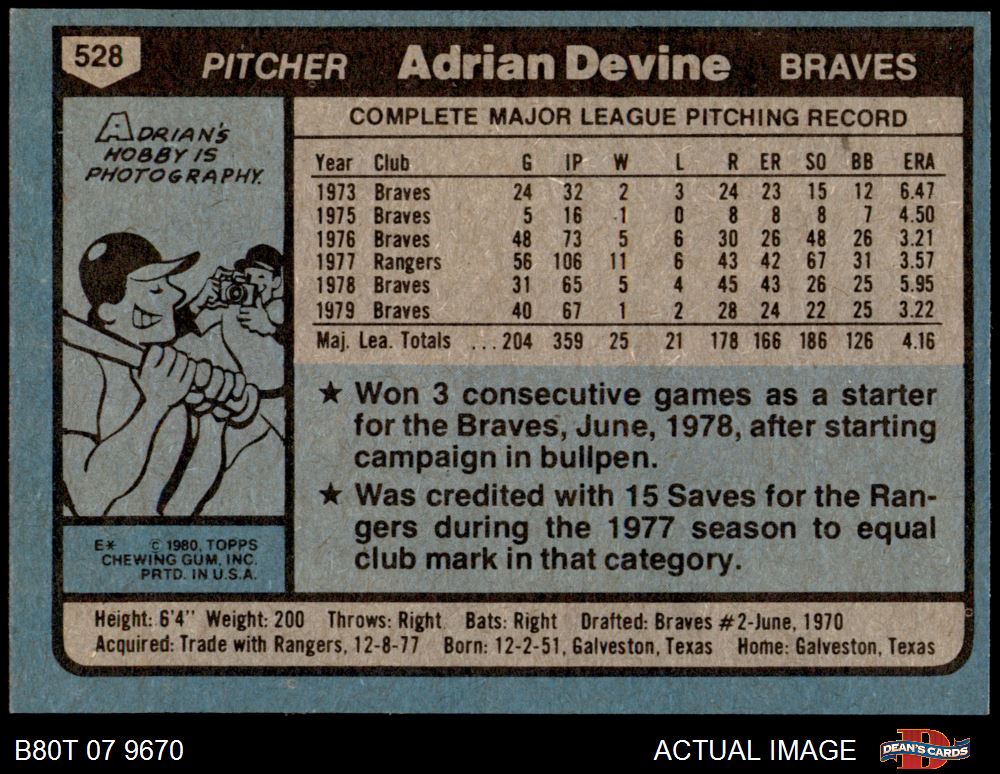 528 PITCHER Adrian Devine BRAVES
ADRIAN'S
HOBBY IS
PHOTOGRAPHY.
COMPLETE MAJOR LEAGUE PITCHING RECORD
Year Club G IP W L R ER SO BB ERA
1973 Braves 24 32 2 3 24 23 15 12 6.47
1975 Braves 5 16 1 0 8 8 8 7 4.50
1976 Braves 48 73 5 6 30 26 48 26 3.21
1977 Rangers 56 106 11 6 43 42 67 31 3.57
1978 Braves 31 65 5 4 45 43 26 25 5.95
1979 Braves 40 67 1 2 28 24 22 25 3.22
Maj. Lea. Totals ...204 359 25 21 178 166 186 126 4.16
★ Won 3 consecutive games as a starter
for the Braves, June, 1978, after starting
campaign in bullpen.
★ Was credited with 15 Saves for the Ran-
gers during the 1977 season to equal
club mark in that category.
E* © 1980, TOPPS
CHEWING GUM, INC.
PRTD. IN U.S.A.
Height: 6'4" Weight: 200 Throws: Right Bats: Right Drafted: Braves #2-June, 1970
Acquired: Trade with Rangers, 12-8-77 Born: 12-2-51, Galveston, Texas Home: Galveston, Texas
B80T 07 9670 ACTUAL IMAGE DEAN'S CARDS